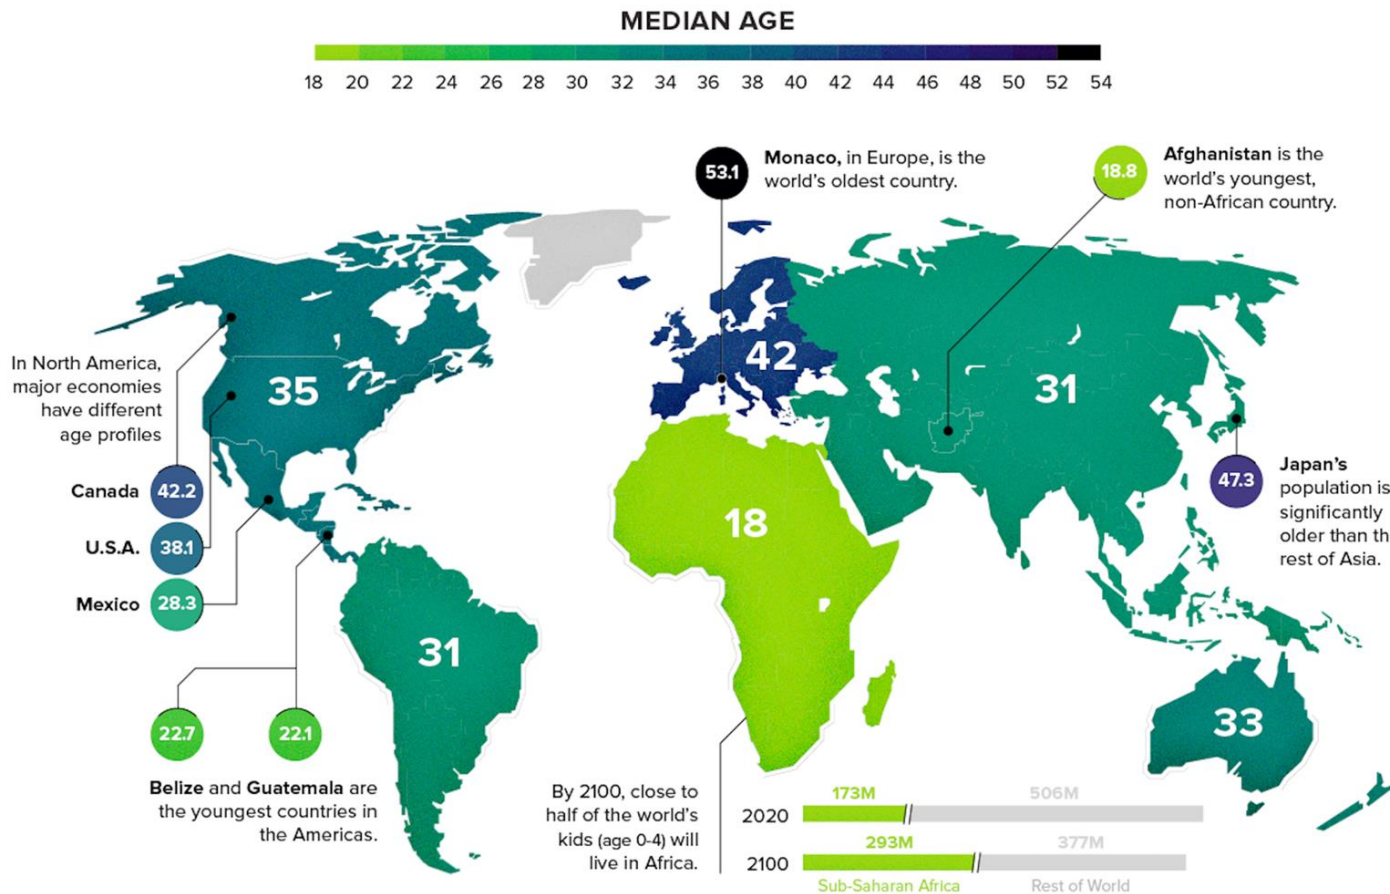 MEDIAN AGE
18 20 22 24 26 28 30 32 34 36 38 40 42 44 46 48 50 52 54
53.1
Monaco, in Europe, is the
world's oldest country.
18.8
Afghanistan is the
world's youngest,
non-African country.
In North America,
major economies
have different
age profiles
35
42
31
Canada 42.2
U.S.A. 38.1
Mexico 28.3
47.3
Japan's
population is
significantly
older than th
rest of Asia.
18
31
33
22.7
22.1
Belize and Guatemala are
the youngest countries in
the Americas.
By 2100, close to
half of the world's
kids (age 0-4) will
live in Africa.
173M 506M
2020
293M 377M
2100
Sub-Saharan Africa Rest of World